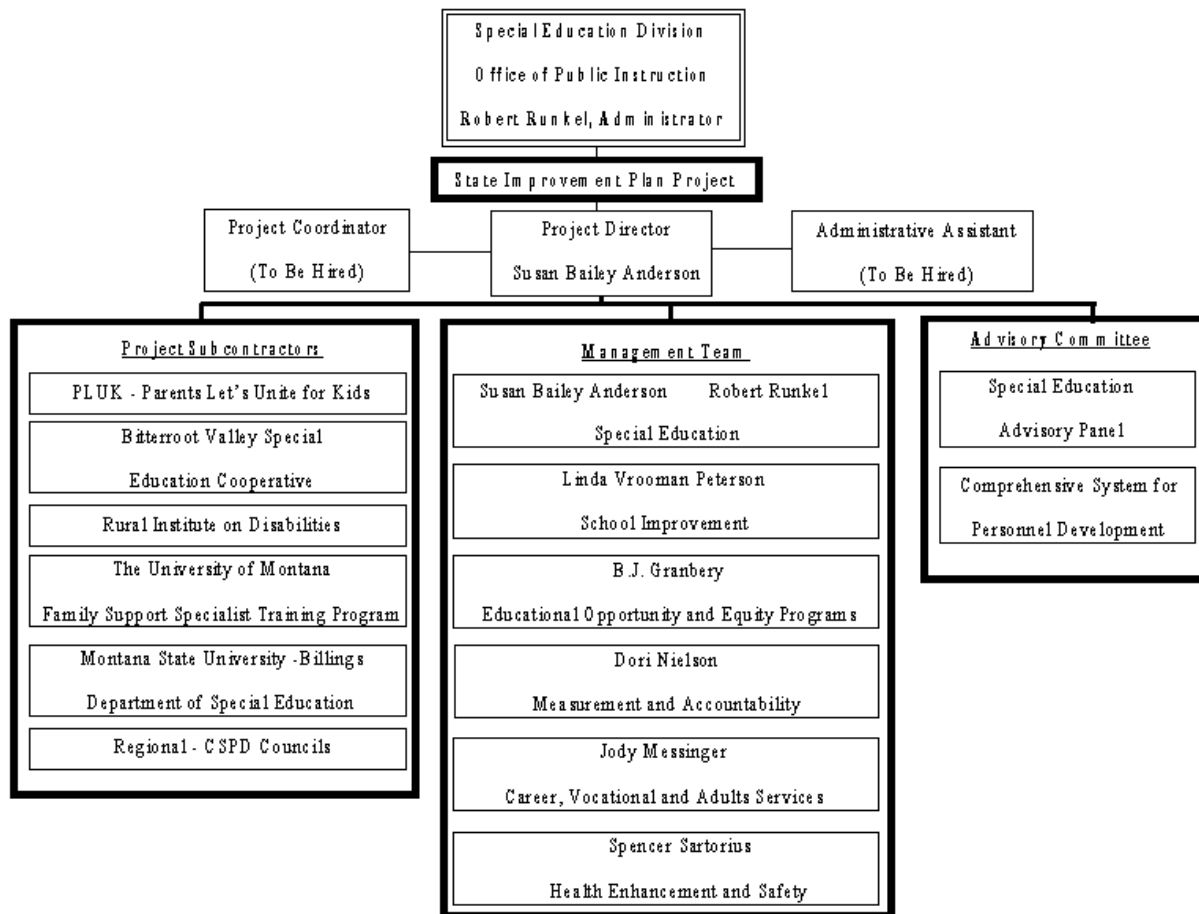 Special Education Division
Office of Public Instruction
Robert Runkel, Administrator
State Improvement Plan Project
Project Coordinator
(To Be Hired)
Project Director
Susan Bailey Anderson
Administrative Assistant
(To Be Hired)
Project Subcontractors
PLUK - Parents Let's Unite for Kids
Bitterroot Valley Special
Education Cooperative
Rural Institute on Disabilities
The University of Montana
Family Support Specialist Training Program
Montana State University -Billings
Department of Special Education
Regional - CSPD Councils
Management Team
Susan Bailey Anderson Robert Runkel
Special Education
Linda Vrooman Peterson
School Improvement
B.J. Granbery
Educational Opportunity and Equity Programs
Dori Nielson
Measurement and Accountability
Jody Messinger
Career, Vocational and Adults Services
Spencer Sartorius
Health Enhancement and Safety
Advisory Committee
Special Education
Advisory Panel
Comprehensive System for
Personnel Development